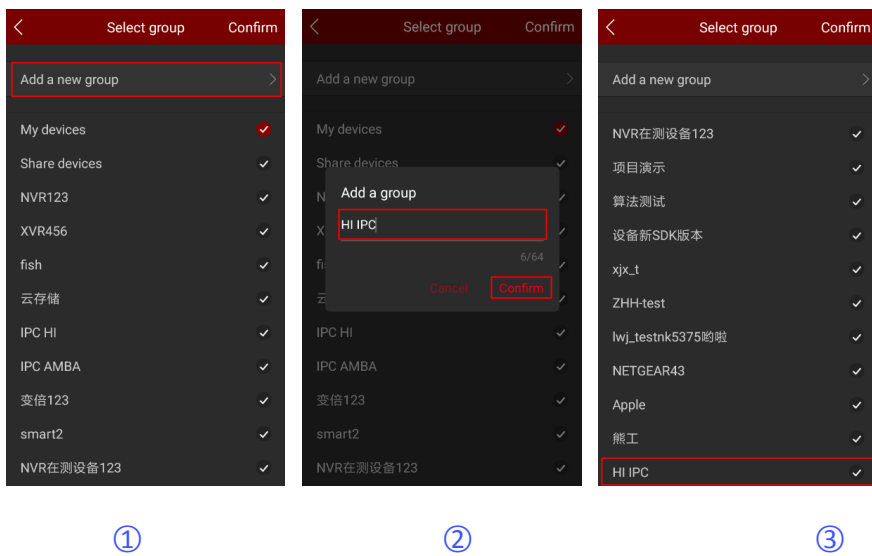 Select group Confirm
Add a new group
My devices
Share devices
NVR123
XVR456
fish
云存储
IPC HI
IPC AMBA
变倍123
smart2
NVR在测设备123
①
Select group Confirm
Add a new group
My devices
Share devices
Add a group
HI IPC
6/64
Cancel Confirm
IPC HI
IPC AMBA
变倍123
smart2
NVR在测设备123
②
Select group Confirm
Add a new group
NVR在测设备123
项目演示
算法测试
设备新SDK版本
xjx_t
ZHH-test
lwj_testnk5375哟啦
NETGEAR43
Apple
熊工
HI IPC
③